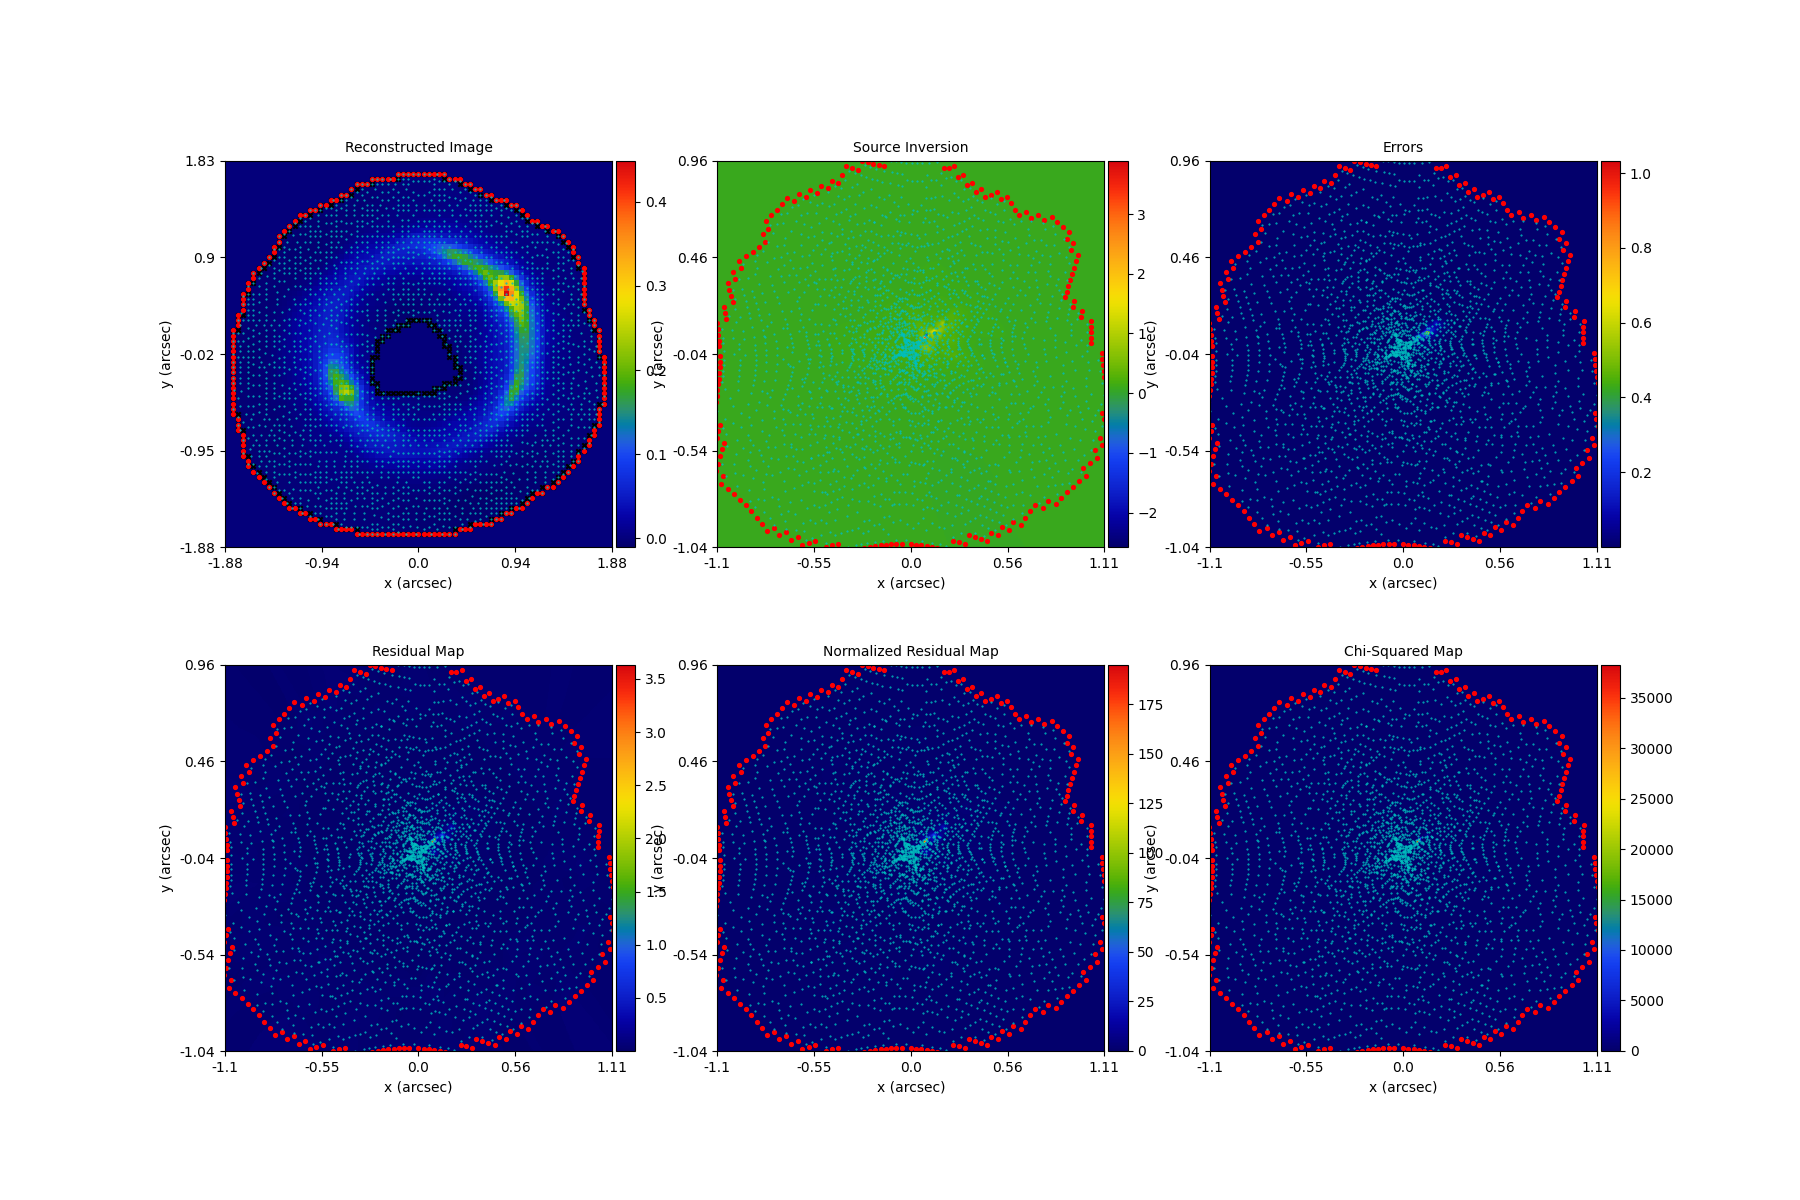 Reconstructed Image
1.83
0.9
-0.02
-0.95
-1.88
-1.88 -0.94 0.0 0.94 1.88
x (arcsec)
y (arcsec)
0.4
0.3
0.2
0.1
0.0
Source Inversion
0.96
0.46
-0.04
-0.54
-1.04
-1.1 -0.55 0.0 0.56 1.11
x (arcsec)
y (arcsec)
3
2
1
0
−1
−2
Errors
0.96
0.46
-0.04
-0.54
-1.04
-1.1 -0.55 0.0 0.56 1.11
x (arcsec)
y (arcsec)
1.0
0.8
0.6
0.4
0.2
Residual Map
0.96
0.46
-0.04
-0.54
-1.04
-1.1 -0.55 0.0 0.56 1.11
x (arcsec)
y (arcsec)
3.5
3.0
2.5
2.0
1.5
1.0
0.5
Normalized Residual Map
0.96
0.46
-0.04
-0.54
-1.04
-1.1 -0.55 0.0 0.56 1.11
x (arcsec)
y (arcsec)
175
150
125
100
75
50
25
0
Chi-Squared Map
0.96
0.46
-0.04
-0.54
-1.04
-1.1 -0.55 0.0 0.56 1.11
x (arcsec)
y (arcsec)
35000
30000
25000
20000
15000
10000
5000
0